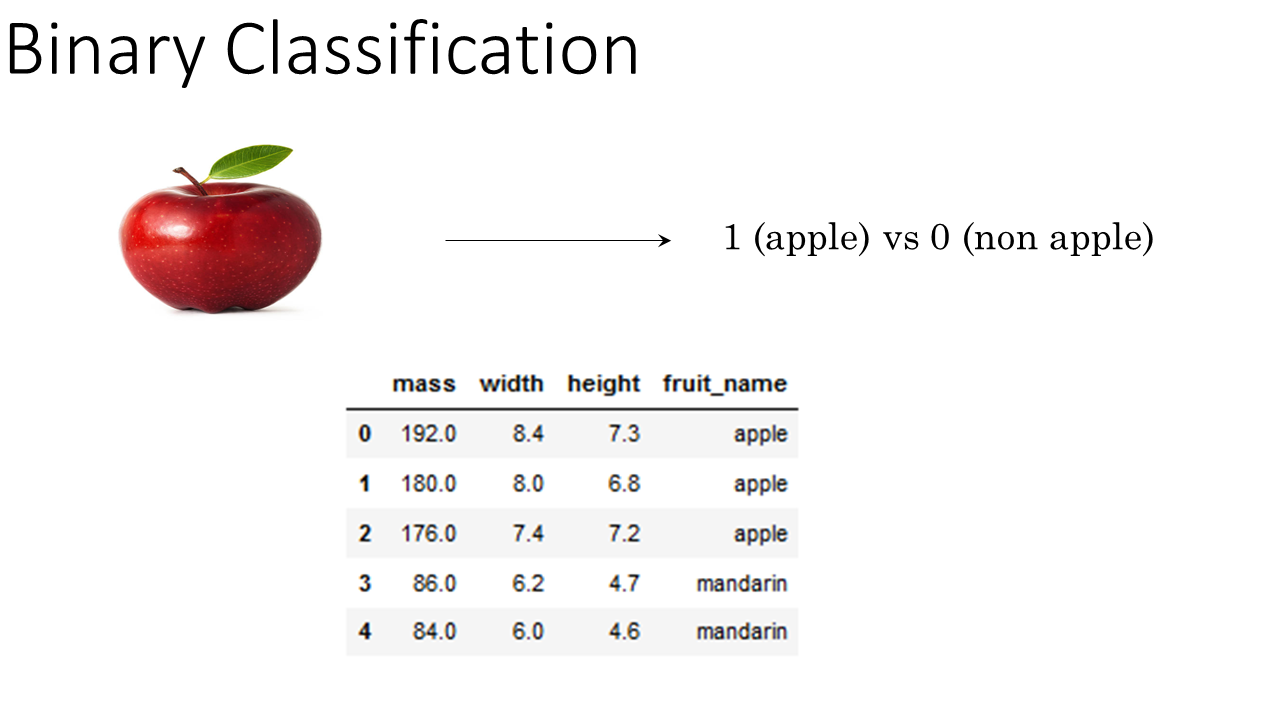 Binary Classification
1 (apple) vs 0 (non apple)
mass width height fruit_name
0 192.0 8.4 7.3 apple
1 180.0 8.0 6.8 apple
2 176.0 7.4 7.2 apple
3 86.0 6.2 4.7 mandarin
4 84.0 6.0 4.6 mandarin